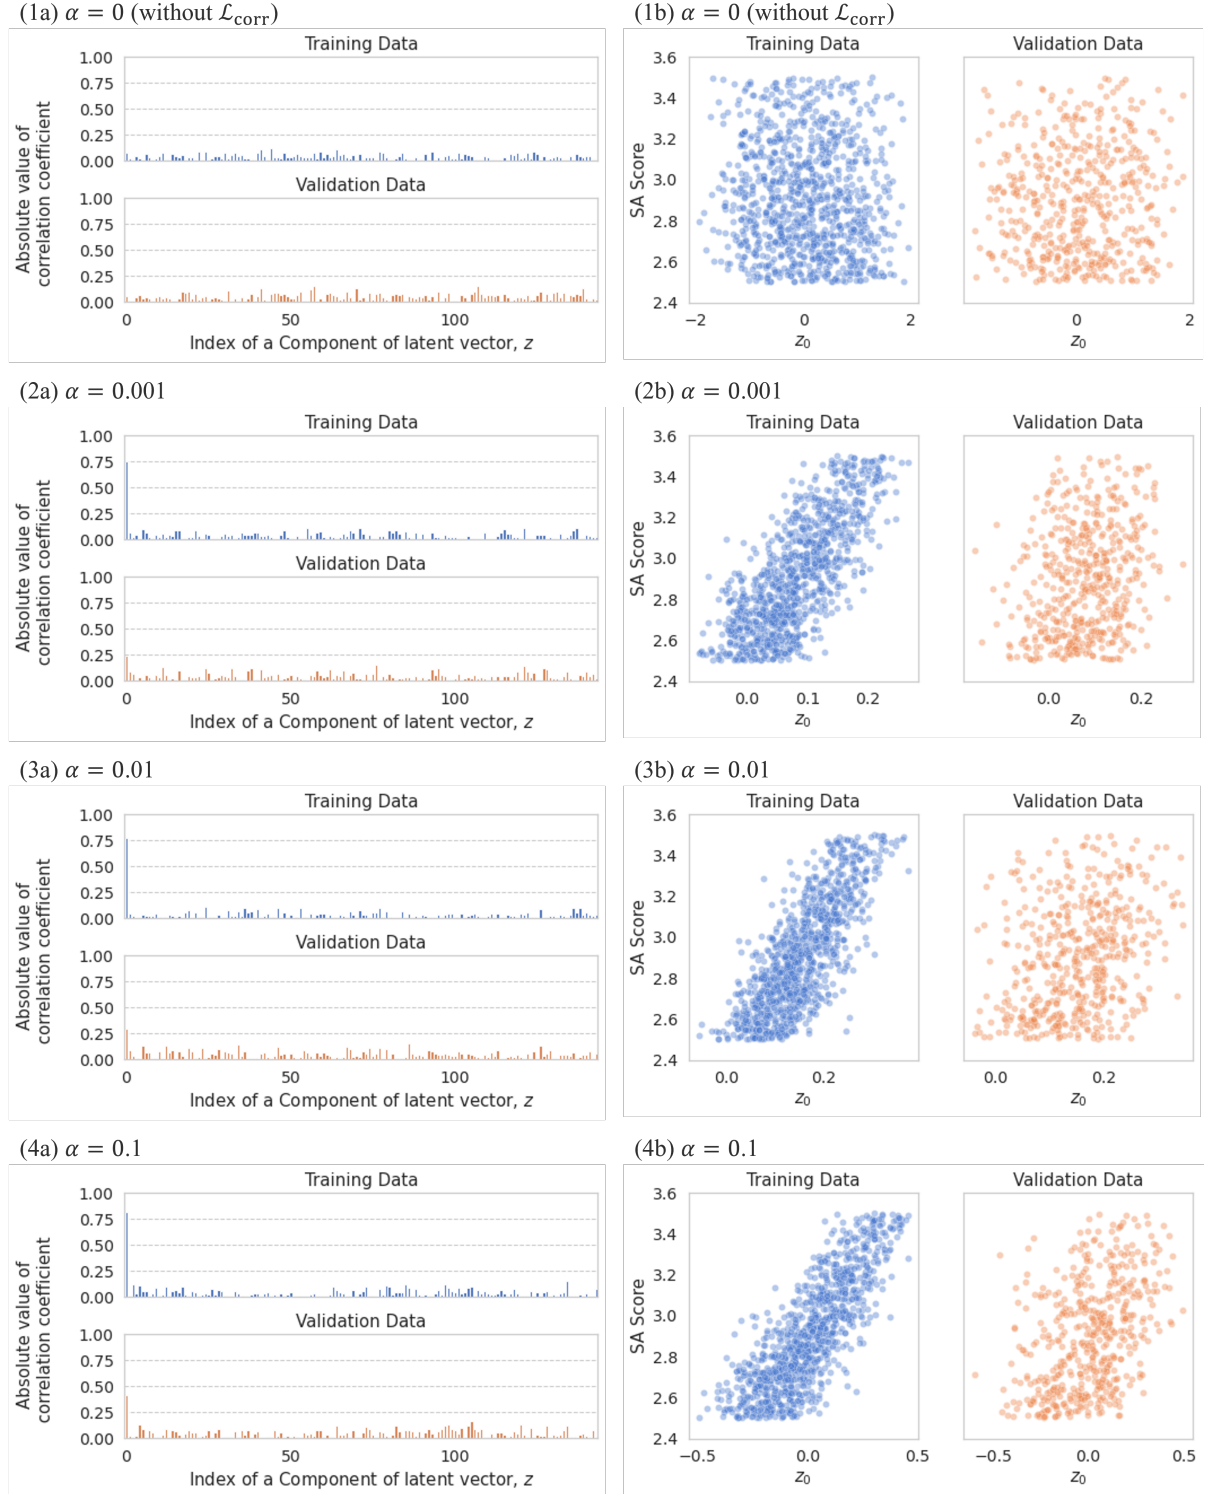 (1a) α = 0 (without ℒcorr)
Training Data
1.00
0.75
0.50
0.25
0.00
Validation Data
1.00
0.75
0.50
0.25
0.00
Absolute value of
correlation coefficient
0 50 100
Index of a Component of latent vector, z
(1b) α = 0 (without ℒcorr)
Training Data Validation Data
3.6
3.4
3.2
3.0
2.8
2.6
2.4
SA Score
−2 0 2 0 2
z0 z0
(2a) α = 0.001
Training Data
1.00
0.75
0.50
0.25
0.00
Validation Data
1.00
0.75
0.50
0.25
0.00
Absolute value of
correlation coefficient
0 50 100
Index of a Component of latent vector, z
(2b) α = 0.001
Training Data Validation Data
3.6
3.4
3.2
3.0
2.8
2.6
2.4
SA Score
0.0 0.1 0.2 0.0 0.2
z0 z0
(3a) α = 0.01
Training Data
1.00
0.75
0.50
0.25
0.00
Validation Data
1.00
0.75
0.50
0.25
0.00
Absolute value of
correlation coefficient
0 50 100
Index of a Component of latent vector, z
(3b) α = 0.01
Training Data Validation Data
3.6
3.4
3.2
3.0
2.8
2.6
2.4
SA Score
0.0 0.2 0.0 0.2
z0 z0
(4a) α = 0.1
Training Data
1.00
0.75
0.50
0.25
0.00
Validation Data
1.00
0.75
0.50
0.25
0.00
Absolute value of
correlation coefficient
0 50 100
Index of a Component of latent vector, z
(4b) α = 0.1
Training Data Validation Data
3.6
3.4
3.2
3.0
2.8
2.6
2.4
SA Score
−0.5 0.0 0.5 −0.5 0.0 0.5
z0 z0